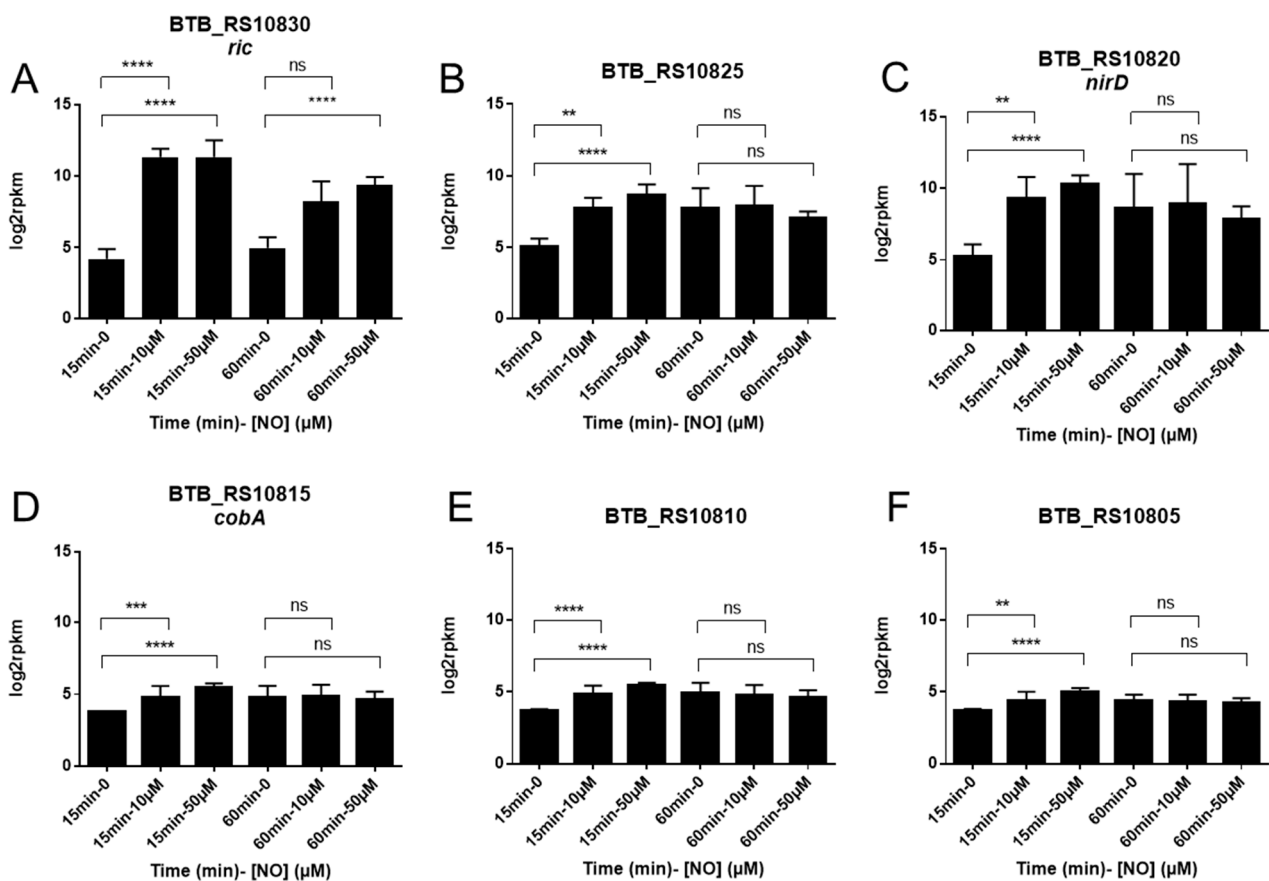 A
BTB_RS10830
ric
****
ns
****
****
log2rpkm
15
10
5
0
15min-0
15min-10µM
15min-50µM
60min-0
60min-10µM
60min-50µM
Time (min)- [NO] (µM)
B
BTB_RS10825
**
ns
****
ns
log2rpkm
15
10
5
0
15min-0
15min-10µM
15min-50µM
60min-0
60min-10µM
60min-50µM
Time (min)- [NO] (µM)
C
BTB_RS10820
nirD
**
ns
****
ns
log2rpkm
15
10
5
0
15min-0
15min-10µM
15min-50µM
60min-0
60min-10µM
60min-50µM
Time (min)- [NO] (µM)
D
BTB_RS10815
cobA
***
ns
****
ns
log2rpkm
15
10
5
0
15min-0
15min-10µM
15min-50µM
60min-0
60min-10µM
60min-50µM
Time (min)- [NO] (µM)
E
BTB_RS10810
****
ns
****
ns
log2rpkm
15
10
5
0
15min-0
15min-10µM
15min-50µM
60min-0
60min-10µM
60min-50µM
Time (min)- [NO] (µM)
F
BTB_RS10805
**
ns
****
ns
log2rpkm
15
10
5
0
15min-0
15min-10µM
15min-50µM
60min-0
60min-10µM
60min-50µM
Time (min)- [NO] (µM)